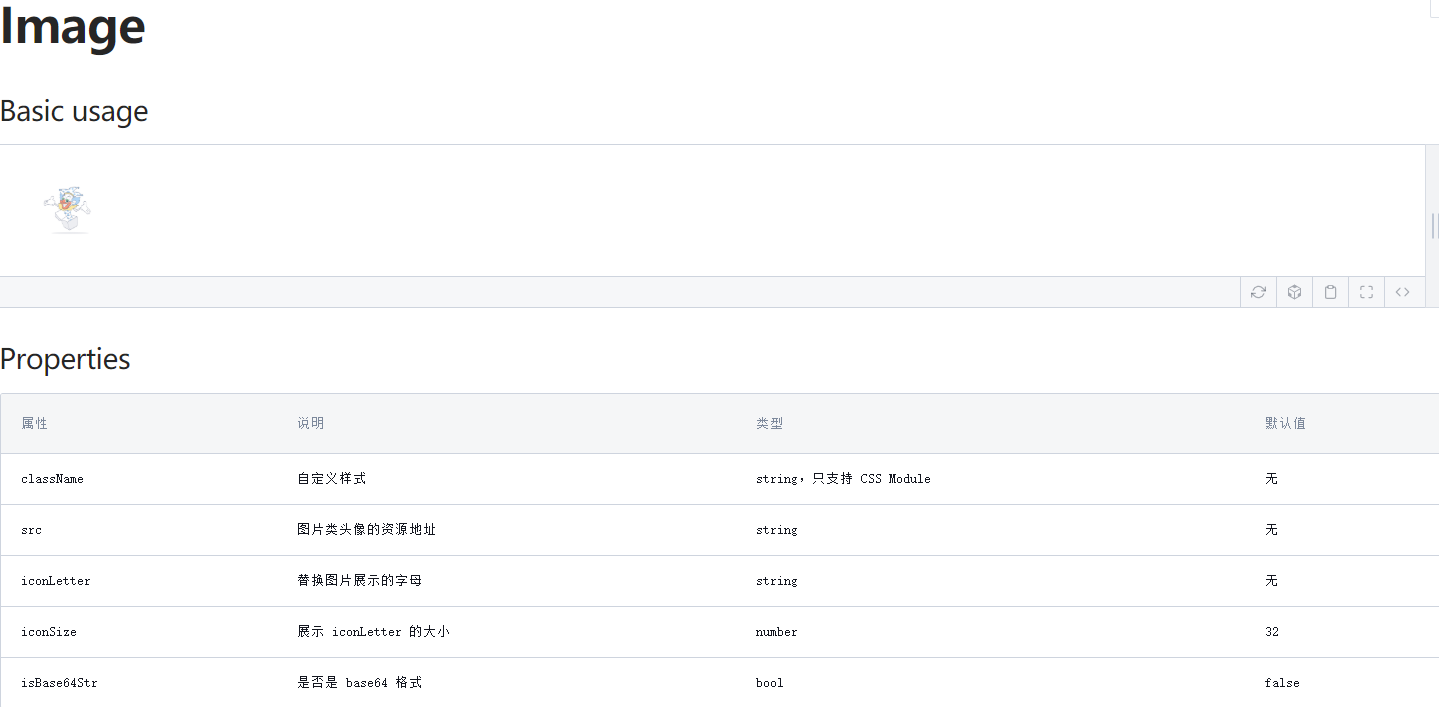 Image
Basic usage
Properties
属性 说明 类型 默认值
className 自定义样式 string，只支持 CSS Module 无
src 图片类头像的资源地址 string 无
iconLetter 替换图片展示的字母 string 无
iconSize 展示 iconLetter 的大小 number 32
isBase64Str 是否是 base64 格式 bool false